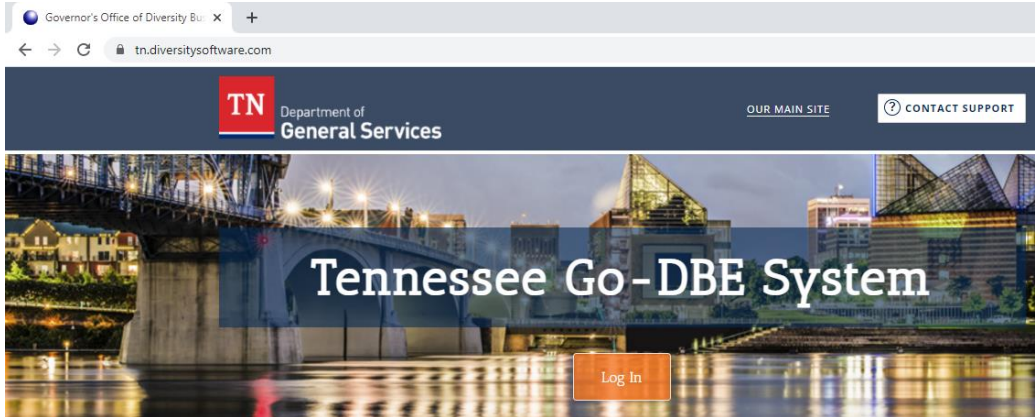 Governor's Office of Diversity Bu
tn.diversitysoftware.com
TN
Department of
General Services
OUR MAIN SITE
? CONTACT SUPPORT
Tennessee Go-DBE System
Log In